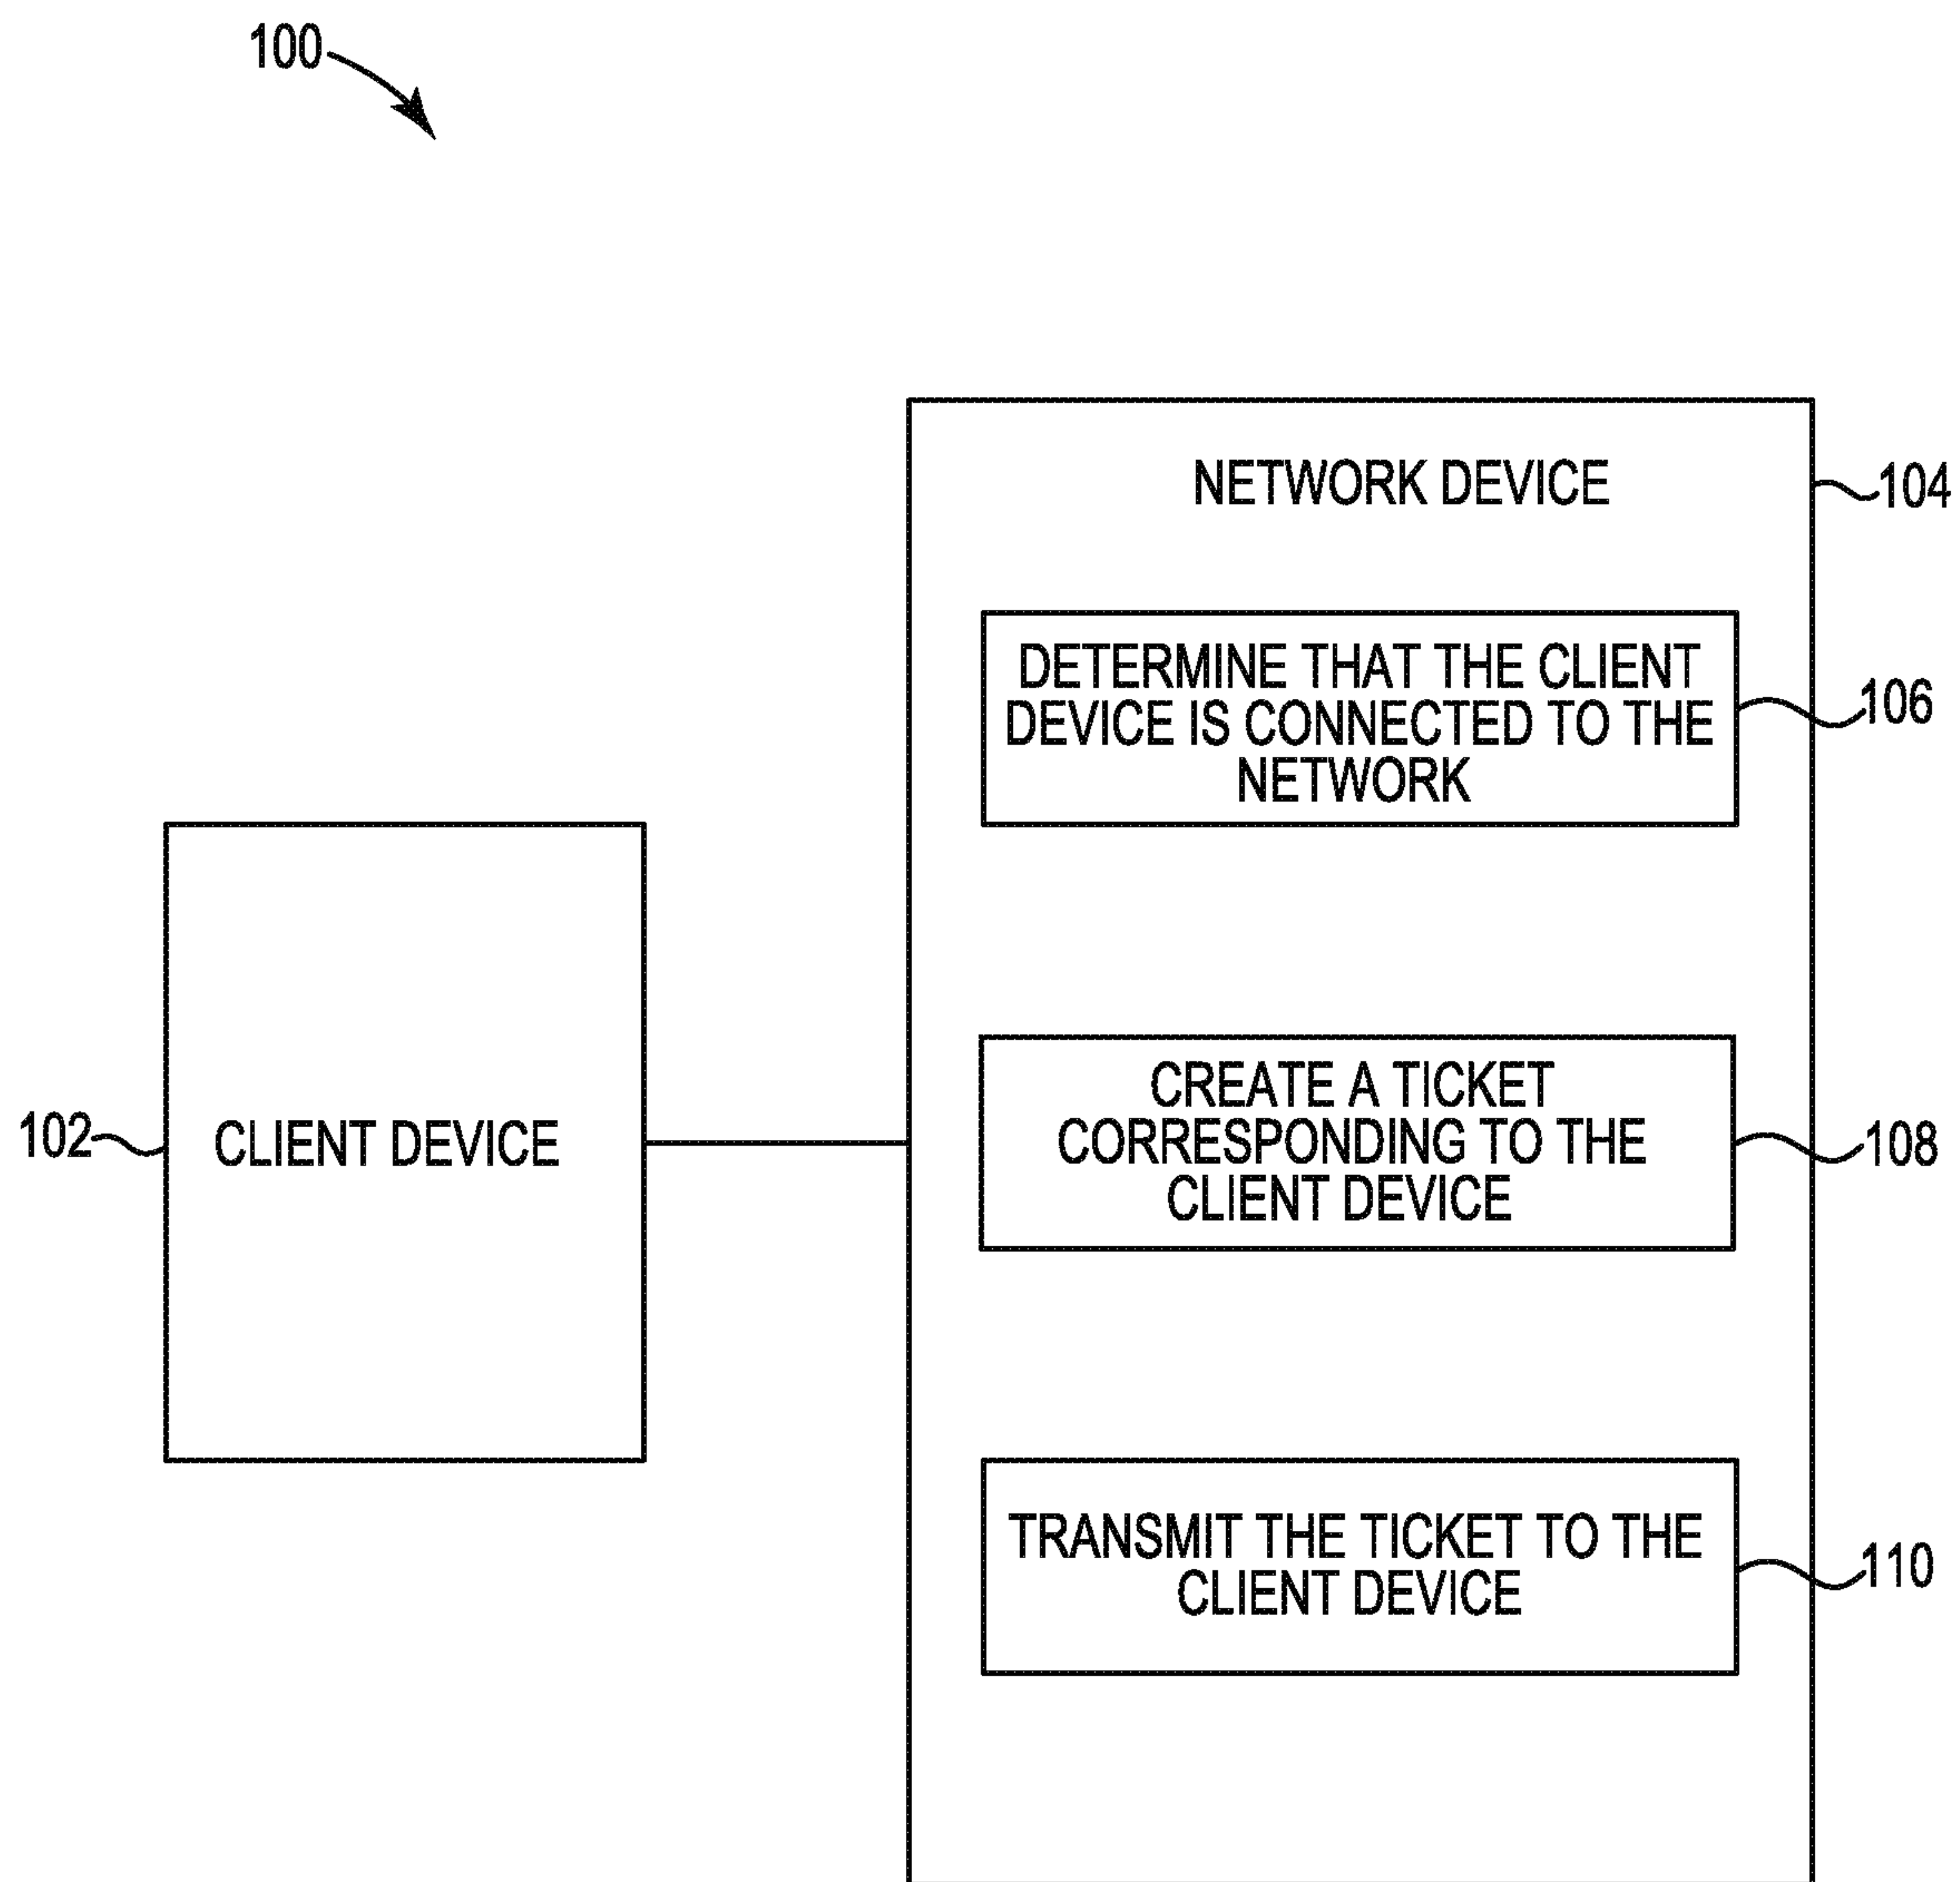 100
NETWORK DEVICE
104
DETERMINE THAT THE CLIENT
DEVICE IS CONNECTED TO THE
NETWORK
106
102
CLIENT DEVICE
CREATE A TICKET
CORRESPONDING TO THE
CLIENT DEVICE
108
TRANSMIT THE TICKET TO THE
CLIENT DEVICE
110